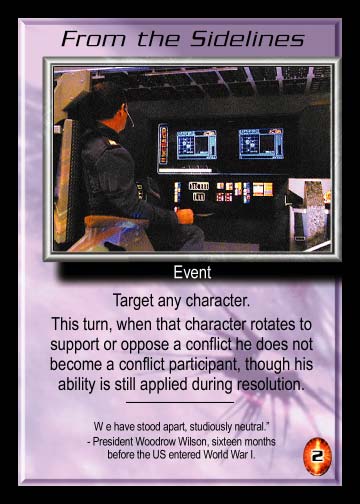 From the Sidelines
Event
Target any character.
This turn, when that character rotates to
support or oppose a conflict he does not
become a conflict participant, though his
ability is still applied during resolution.
W e have stood apart, studiously neutral.”
- President Woodrow Wilson, sixteen months
before the US entered World War I.
2